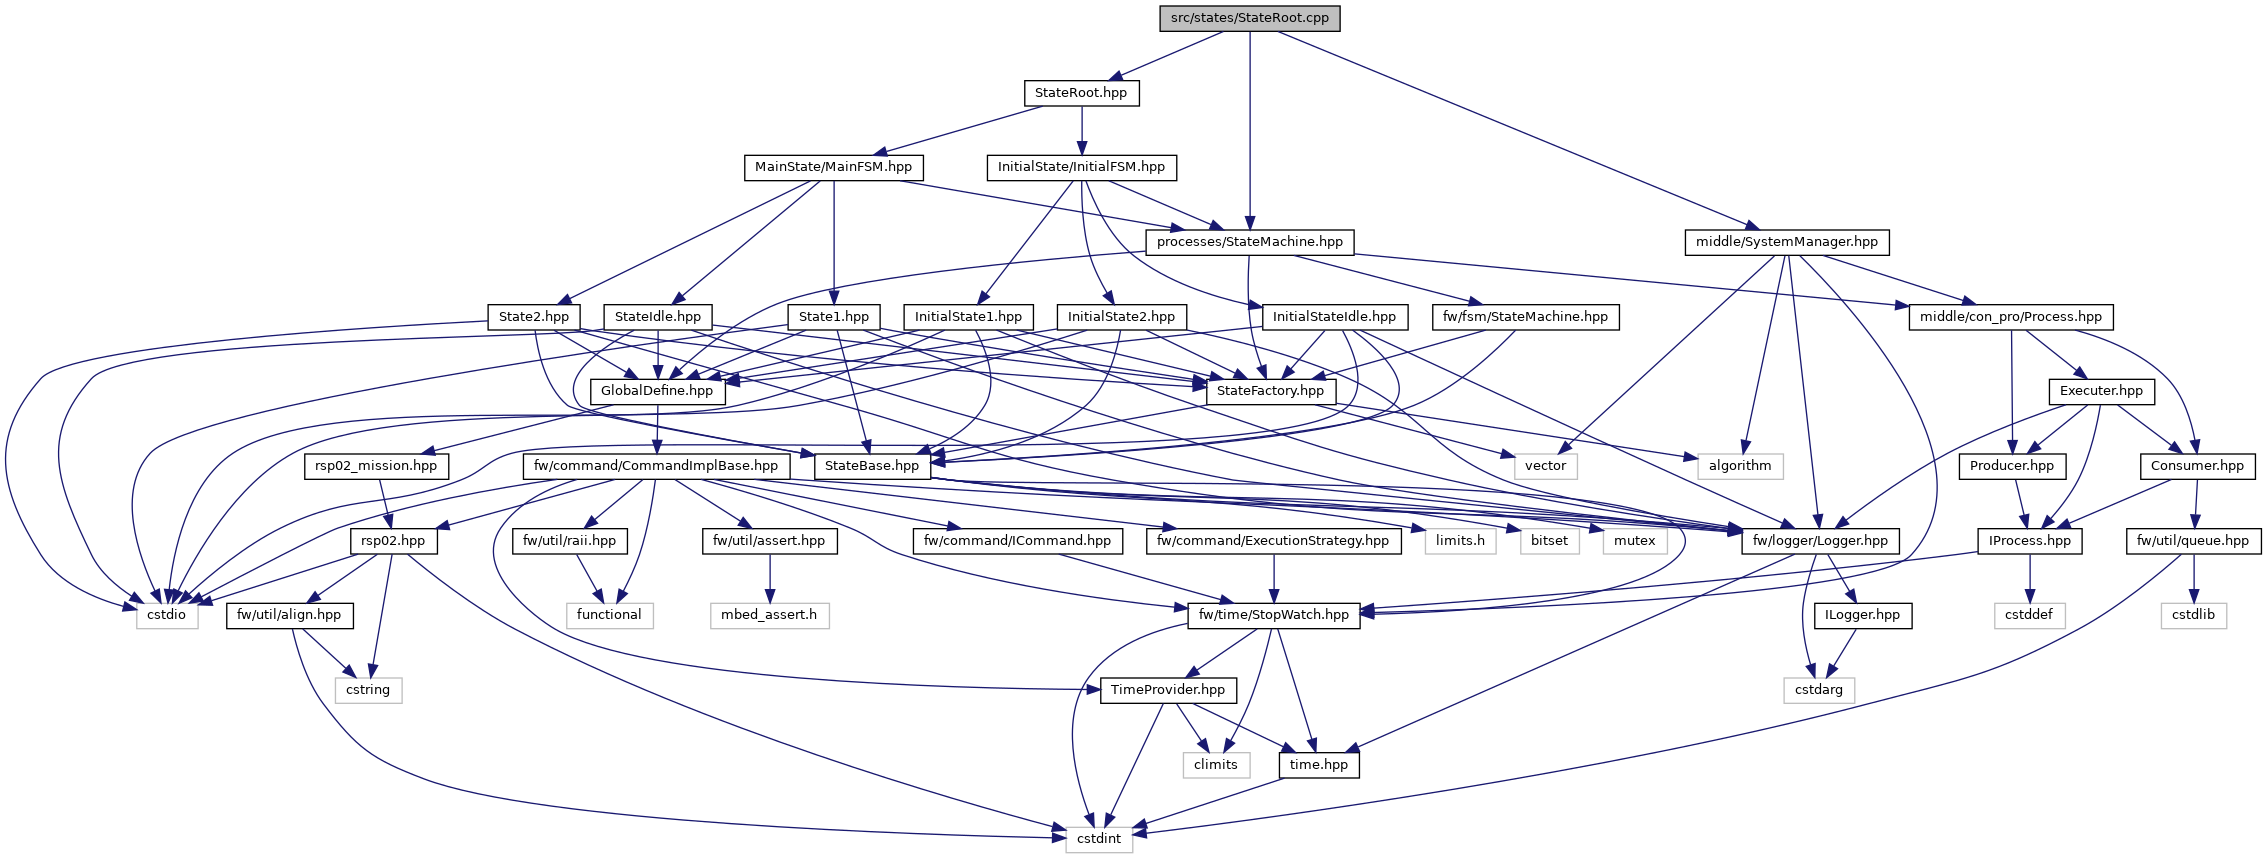 src/states/StateRoot.cpp
StateRoot.hpp
MainState/MainFSM.hpp
InitialState/InitialFSM.hpp
processes/StateMachine.hpp
middle/SystemManager.hpp
State2.hpp
StateIdle.hpp
State1.hpp
InitialState1.hpp
InitialState2.hpp
InitialStateIdle.hpp
fw/fsm/StateMachine.hpp
middle/con_pro/Process.hpp
GlobalDefine.hpp
StateFactory.hpp
Executer.hpp
rsp02_mission.hpp
fw/command/CommandImplBase.hpp
StateBase.hpp
vector
algorithm
Producer.hpp
Consumer.hpp
rsp02.hpp
fw/util/raii.hpp
fw/util/assert.hpp
fw/command/ICommand.hpp
fw/command/ExecutionStrategy.hpp
limits.h
bitset
mutex
fw/logger/Logger.hpp
IProcess.hpp
fw/util/queue.hpp
cstdio
fw/util/align.hpp
functional
mbed_assert.h
fw/time/StopWatch.hpp
ILogger.hpp
cstddef
cstdlib
cstring
TimeProvider.hpp
cstdarg
climits
time.hpp
cstdint